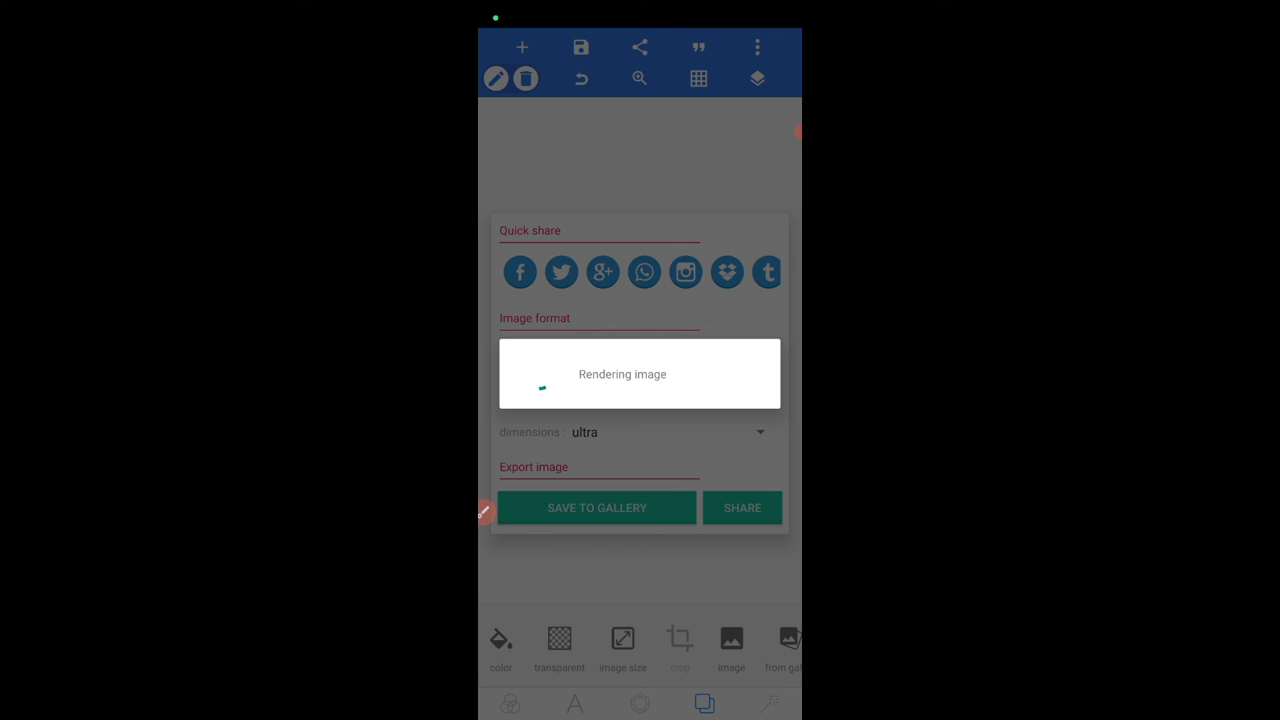 Quick share
Image format
Rendering image
dimensions : ultra
Export image
SAVE TO GALLERY SHARE
color transparent image size crop image from gal